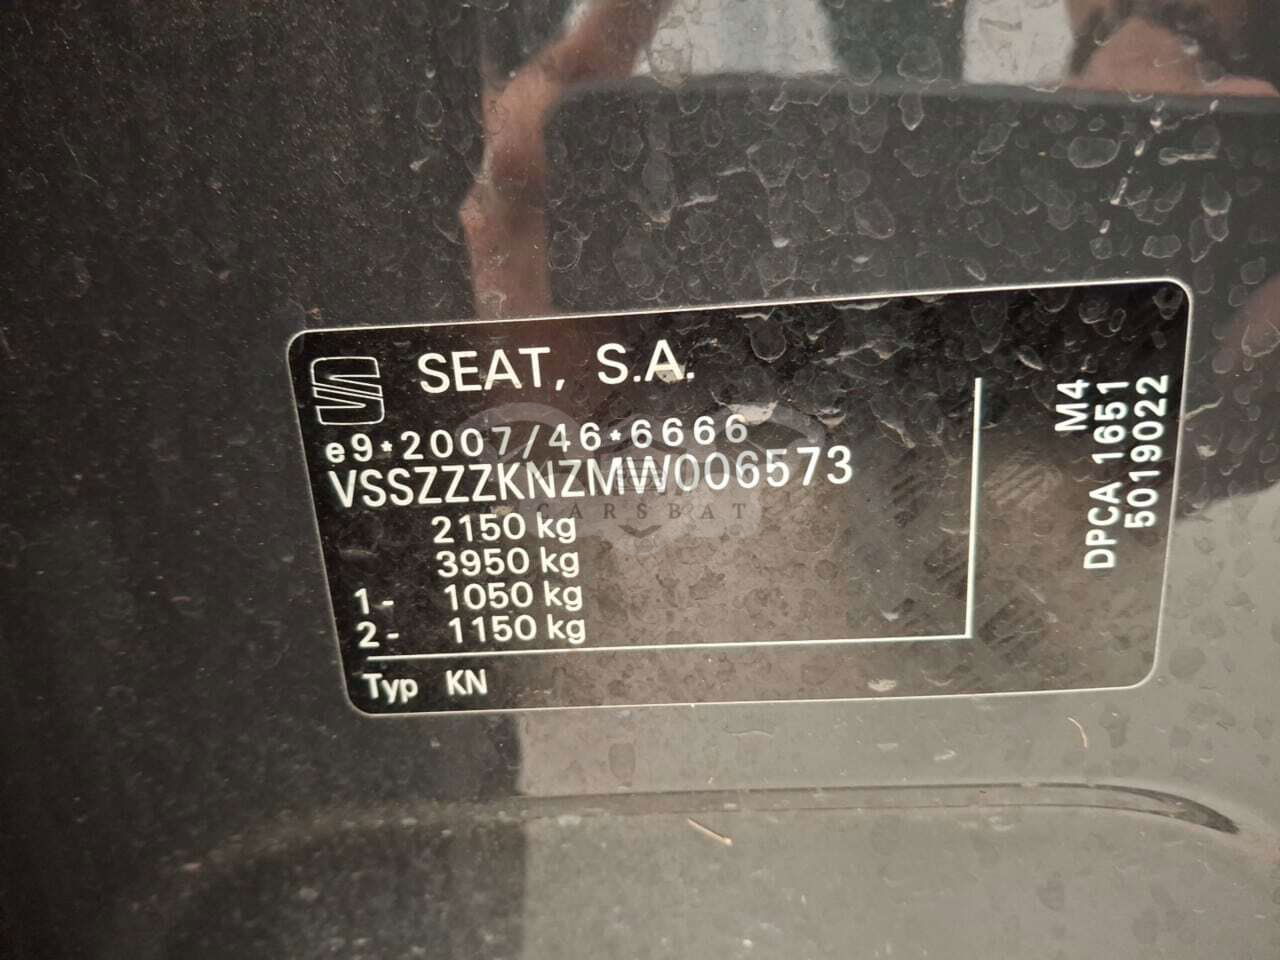 SEAT, S.A.
e9*2007/46*6666
VSSZZZKNZMW006573
CARSBAT
2150 kg
3950 kg
1- 1050 kg
2- 1150 kg
Typ KN
M4
DPCA 1651
5019022